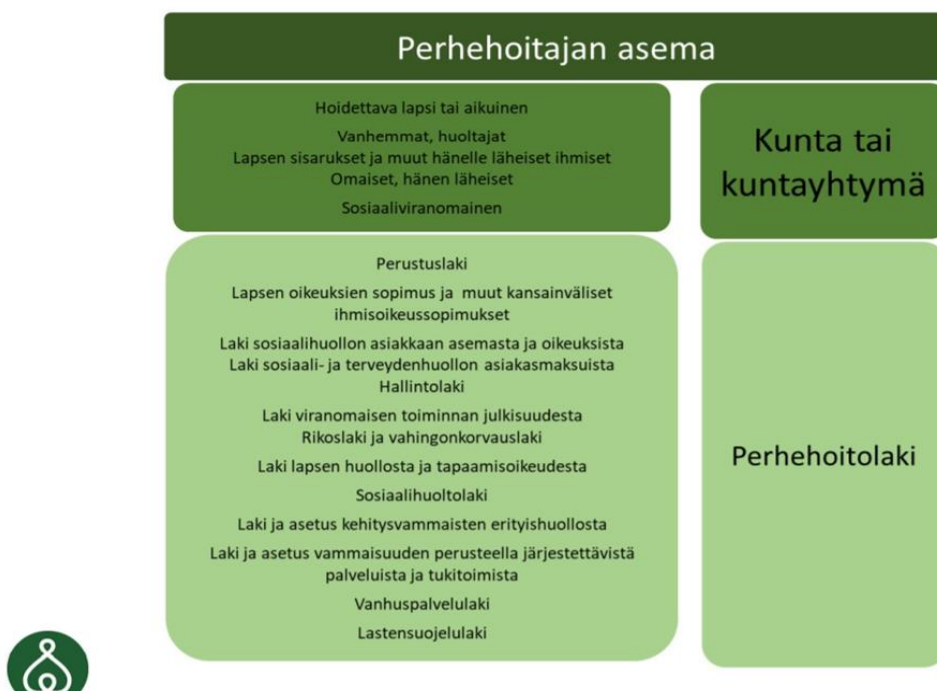 Perhehoitajan asema
Hoidettava lapsi tai aikuinen
Vanhemmat, huoltajat
Lapsen sisarukset ja muut hänelle läheiset ihmiset
Omaiset, hänen läheiset
Sosiaaliviranomainen
Kunta tai
kuntayhtymä
Perustuslaki
Lapsen oikeuksien sopimus ja muut kansainväliset
ihmisoikeussopimukset
Laki sosiaalihuollon asiakkaan asemasta ja oikeuksista
Laki sosiaali- ja terveydenhuollon asiakasmaksuista
Hallintolaki
Laki viranomaisen toiminnan julkisuudesta
Rikoslaki ja vahingonkorvauslaki
Laki lapsen huollosta ja tapaamisoikeudesta
Sosiaalihuoltolaki
Laki ja asetus kehitysvammaisten erityishuollosta
Laki ja asetus vammaisuuden perusteella järjestettävistä
palveluista ja tukitoimista
Vanhuspalvelulaki
Lastensuojelulaki
Perhehoitolaki